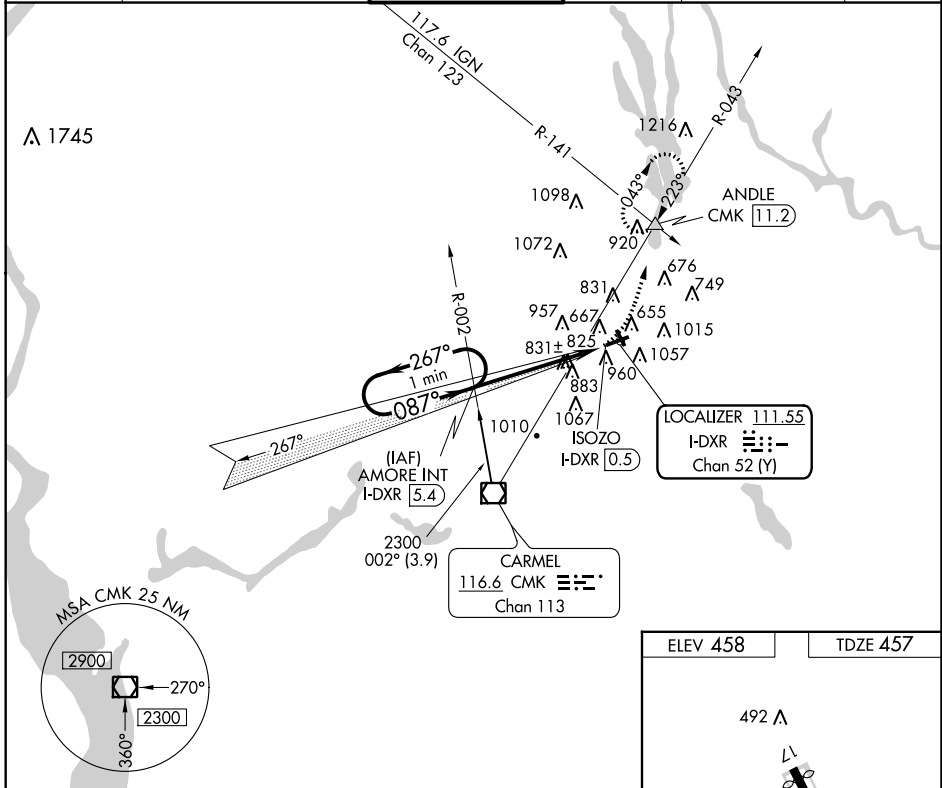 117.6 IGN
Chan 123
R-141
R-043
1745
1216
043°
223°
ANDLE
CMK 11.2
1098
920
1072
676
831
749
R-002
957
667
655
1015
831±
825
1057
267°
1 min
087°
883
960
1067
267°
1010
ISOZO
I-DXR 0.5
LOCALIZER 111.55
I-DXR
Chan 52 (Y)
(IAF)
AMORE INT
I-DXR 5.4
2300
002° (3.9)
CARMEL
116.6 CMK
Chan 113
MSA CMK 25 NM
2900
270°
2300
360°
ELEV 458
TDZE 457
492
17